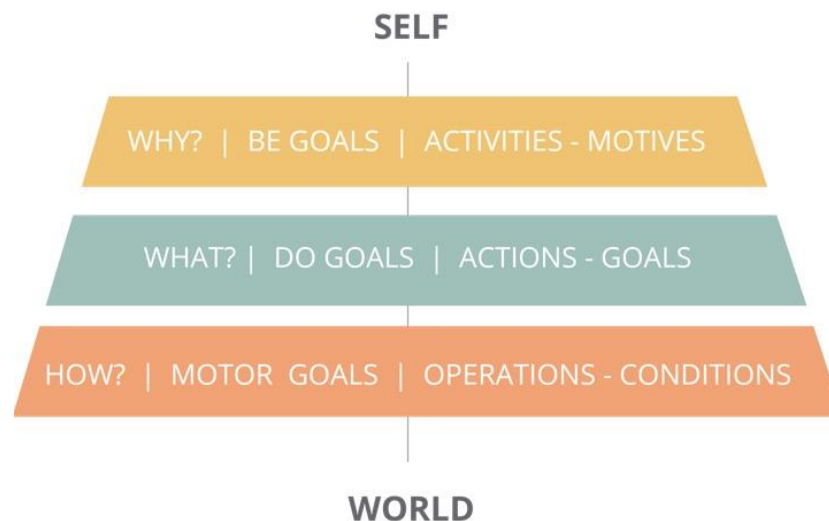 SELF
WHY? | BE GOALS | ACTIVITIES - MOTIVES
WHAT? | DO GOALS | ACTIONS - GOALS
HOW? | MOTOR GOALS | OPERATIONS - CONDITIONS
WORLD